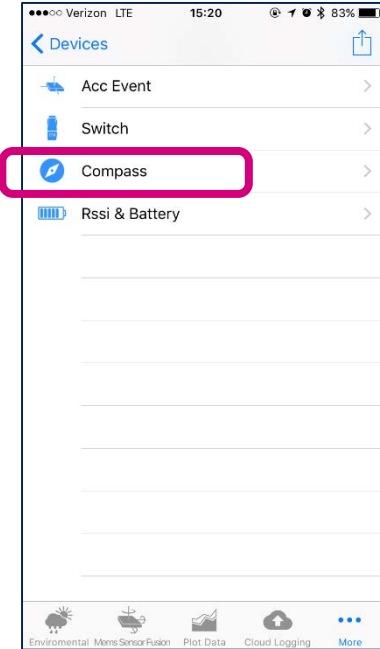 Verizon LTE 15:20 83%
Devices
Acc Event
Switch
Compass
Rssi & Battery
Enviromental Mems Sensor Fusion Plot Data Cloud Logging More